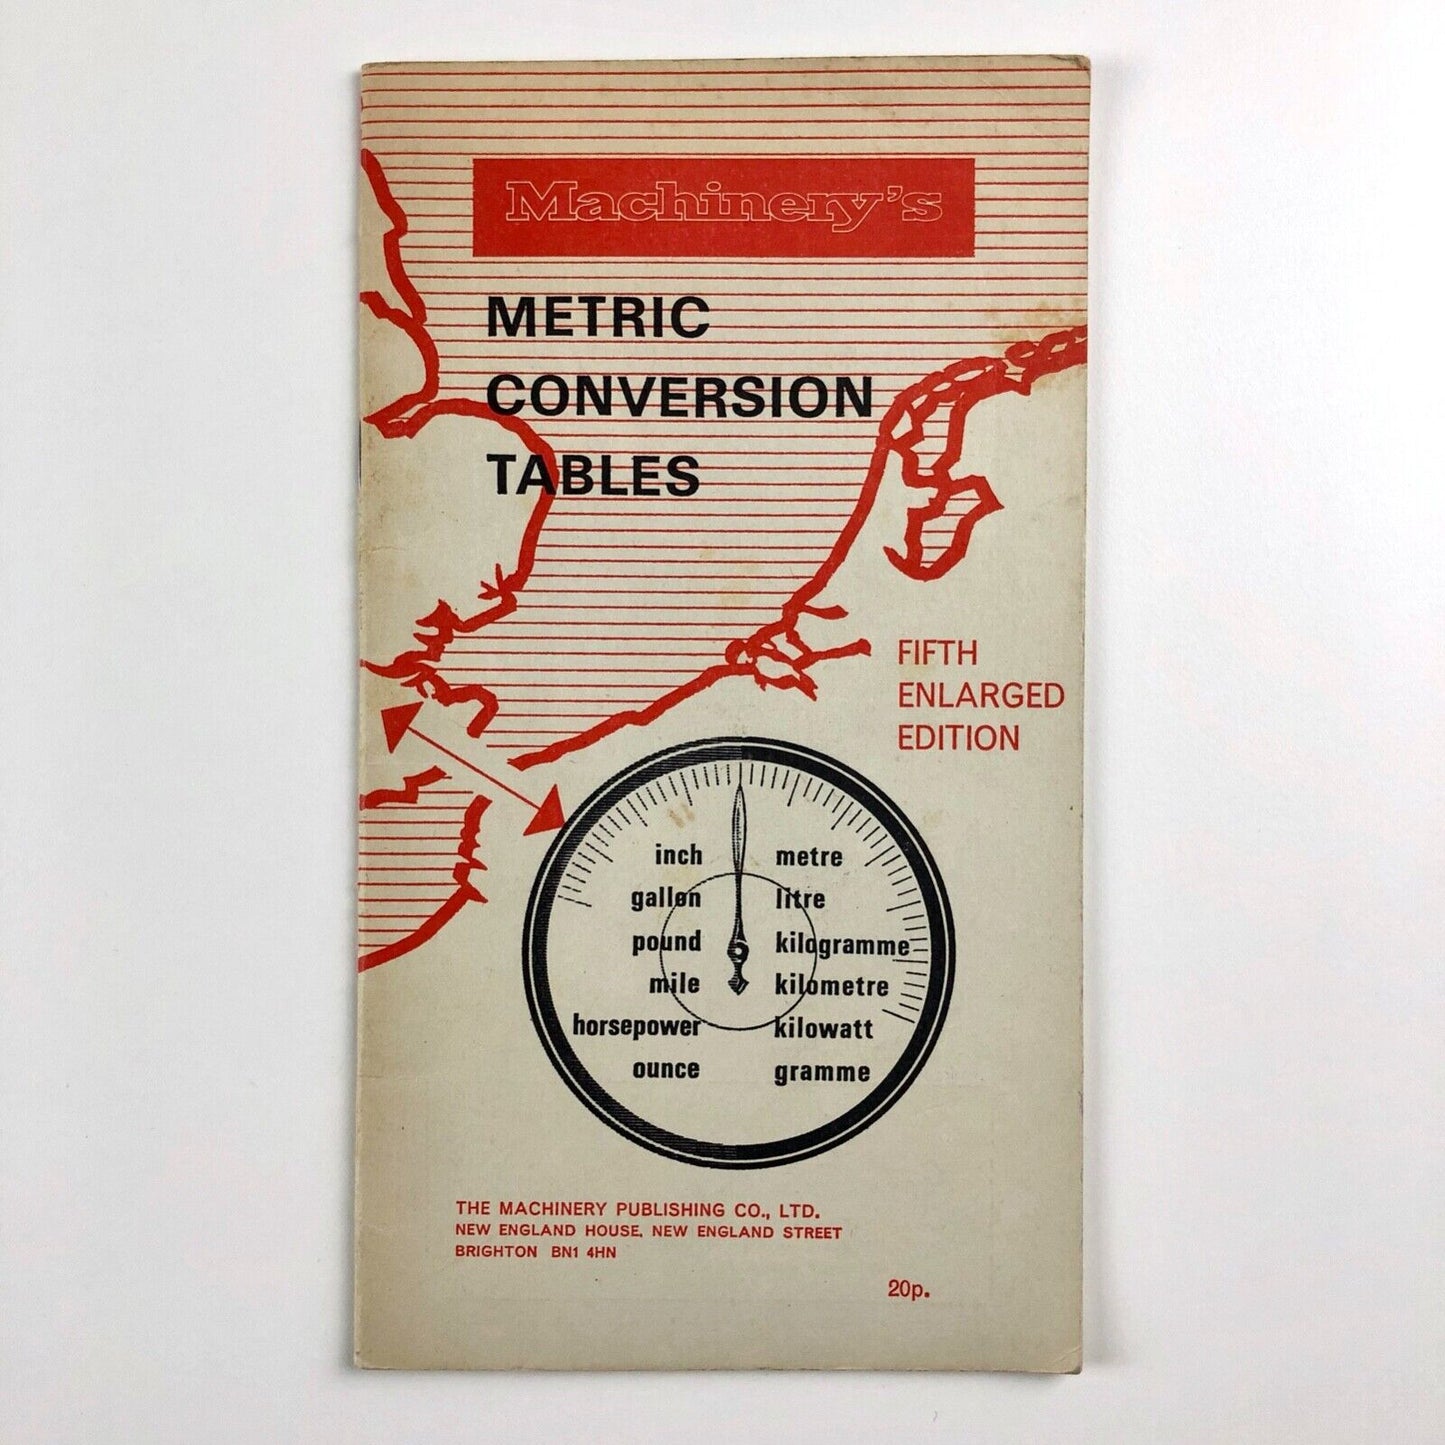 Machinery's
METRIC
CONVERSION
TABLES
FIFTH
ENLARGED
EDITION
inch metre
gallon litre
pound kilogramme
mile kilometre
horsepower kilowatt
ounce gramme
THE MACHINERY PUBLISHING CO., LTD.
NEW ENGLAND HOUSE, NEW ENGLAND STREET
BRIGHTON BN1 4HN
20p.